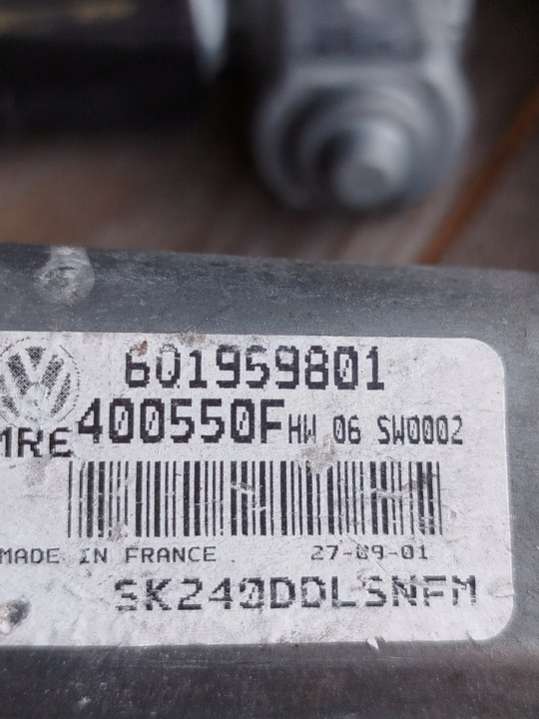 601959801
400550F HW 06 SW0002
MRE
MADE IN FRANCE 27-09-01
SK240DDLSNFM